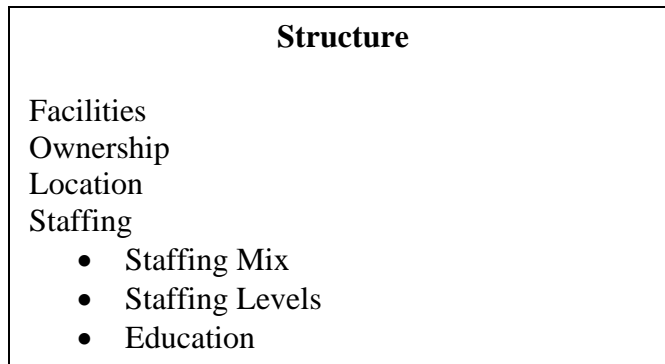 Structure
Facilities
Ownership
Location
Staffing
• Staffing Mix
• Staffing Levels
• Education